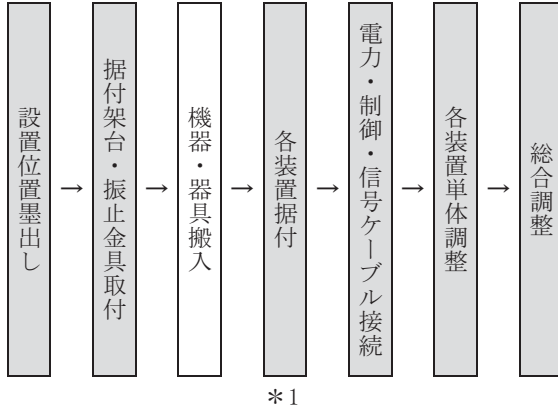 設置位置墨出し
→
据付架台・振止金具取付
→
機器・器具搬入
→
各装置据付
→
電力・制御・信号ケーブル接続
→
各装置単体調整
→
総合調整
＊1